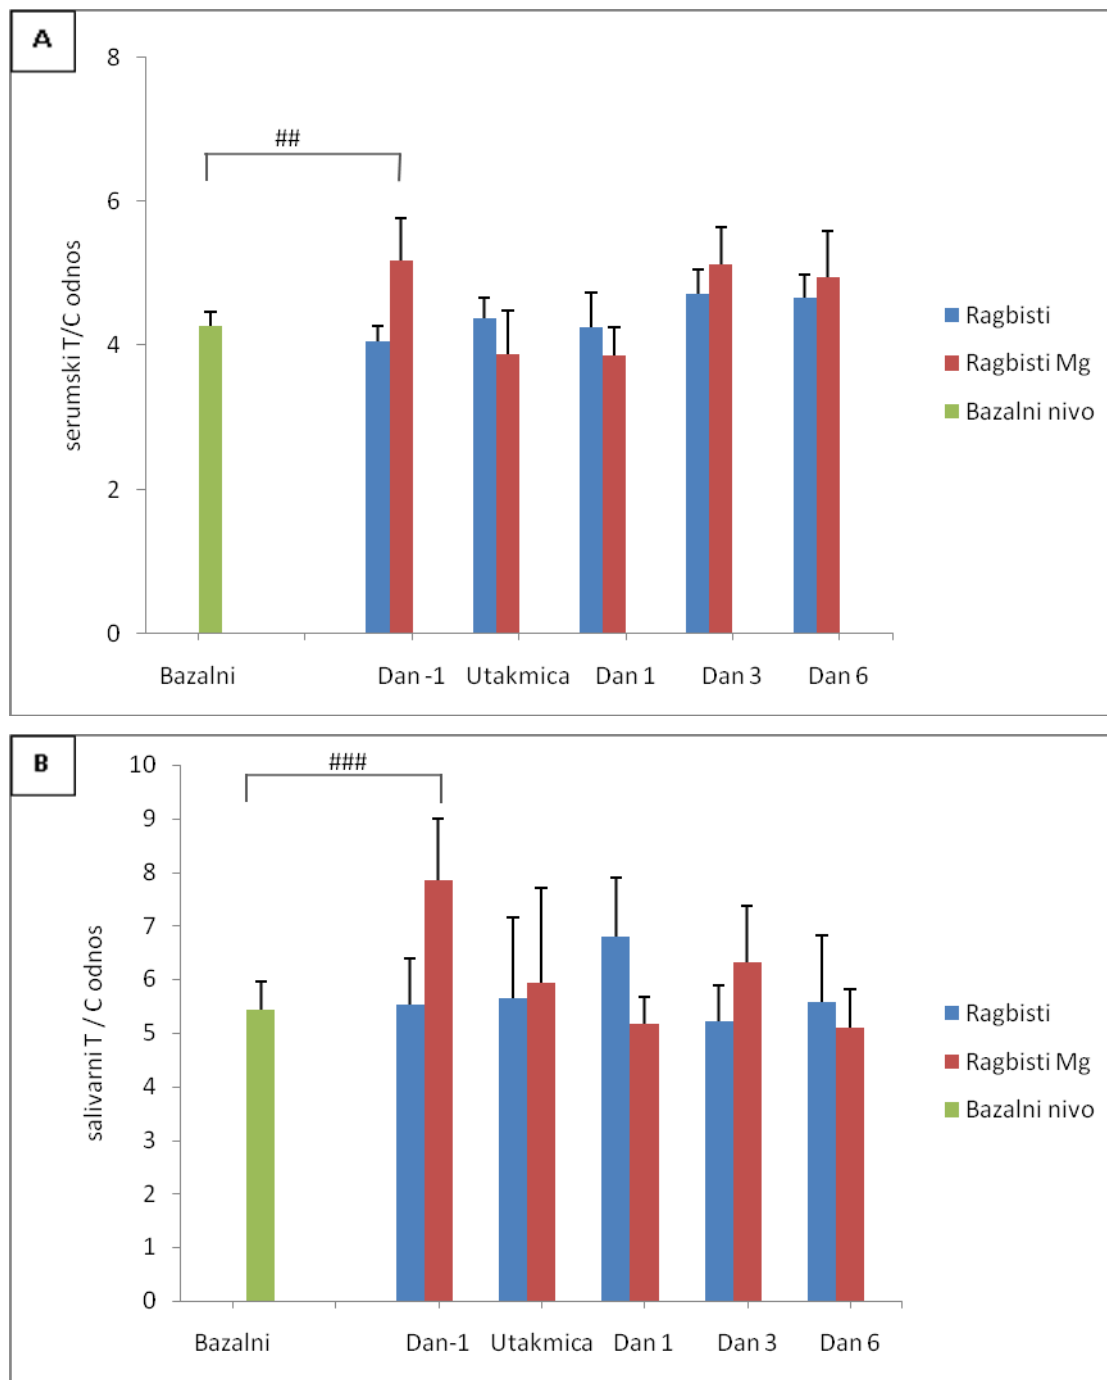 A
8
##
6
4
2
0
serumski T/C odnos
Ragbisti
Ragbisti Mg
Bazalni nivo
Bazalni Dan -1 Utakmica Dan 1 Dan 3 Dan 6
B
10
###
9
8
7
6
5
4
3
2
1
0
salivarni T / C odnos
Ragbisti
Ragbisti Mg
Bazalni nivo
Bazalni Dan-1 Utakmica Dan 1 Dan 3 Dan 6